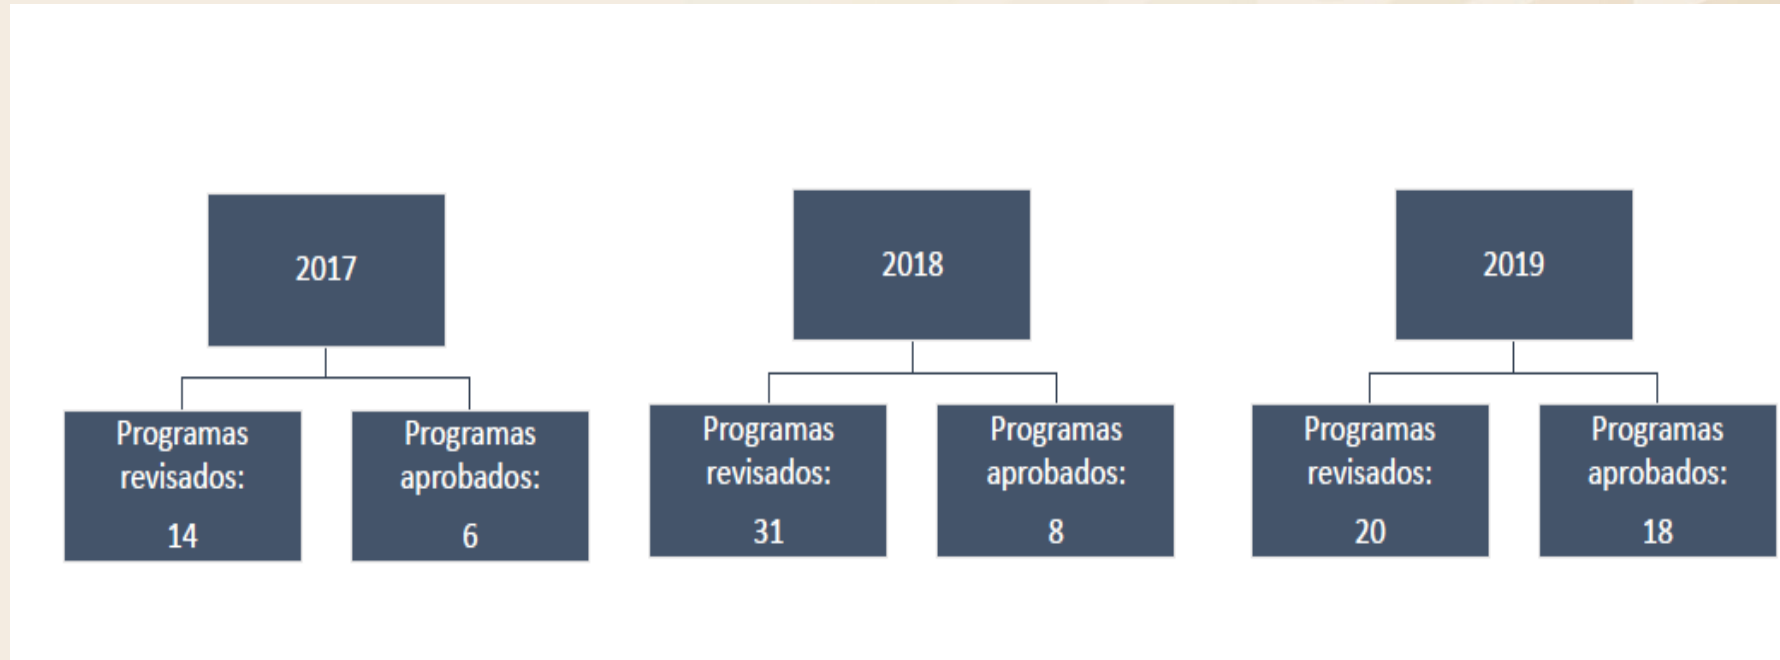 2017
Programas
revisados:
14
Programas
aprobados:
6
2018
Programas
revisados:
31
Programas
aprobados:
8
2019
Programas
revisados:
20
Programas
aprobados:
18